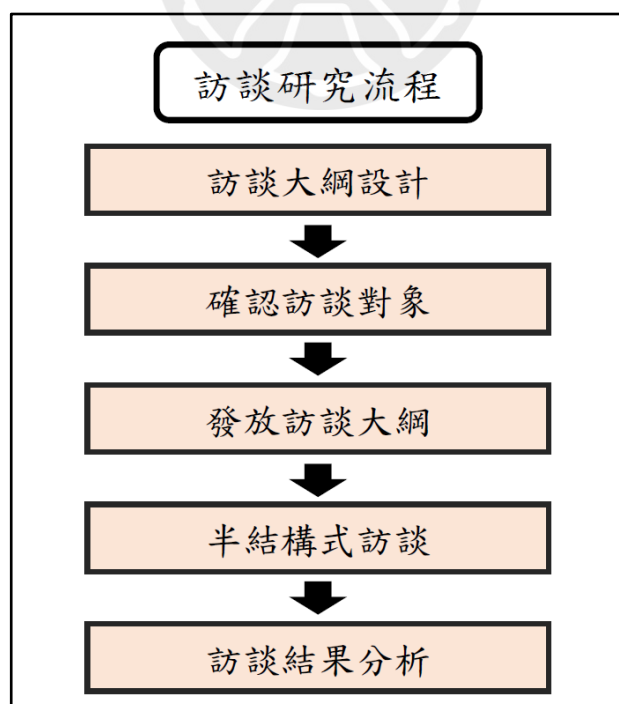 訪談研究流程
訪談大綱設計
確認訪談對象
發放訪談大綱
半結構式訪談
訪談結果分析